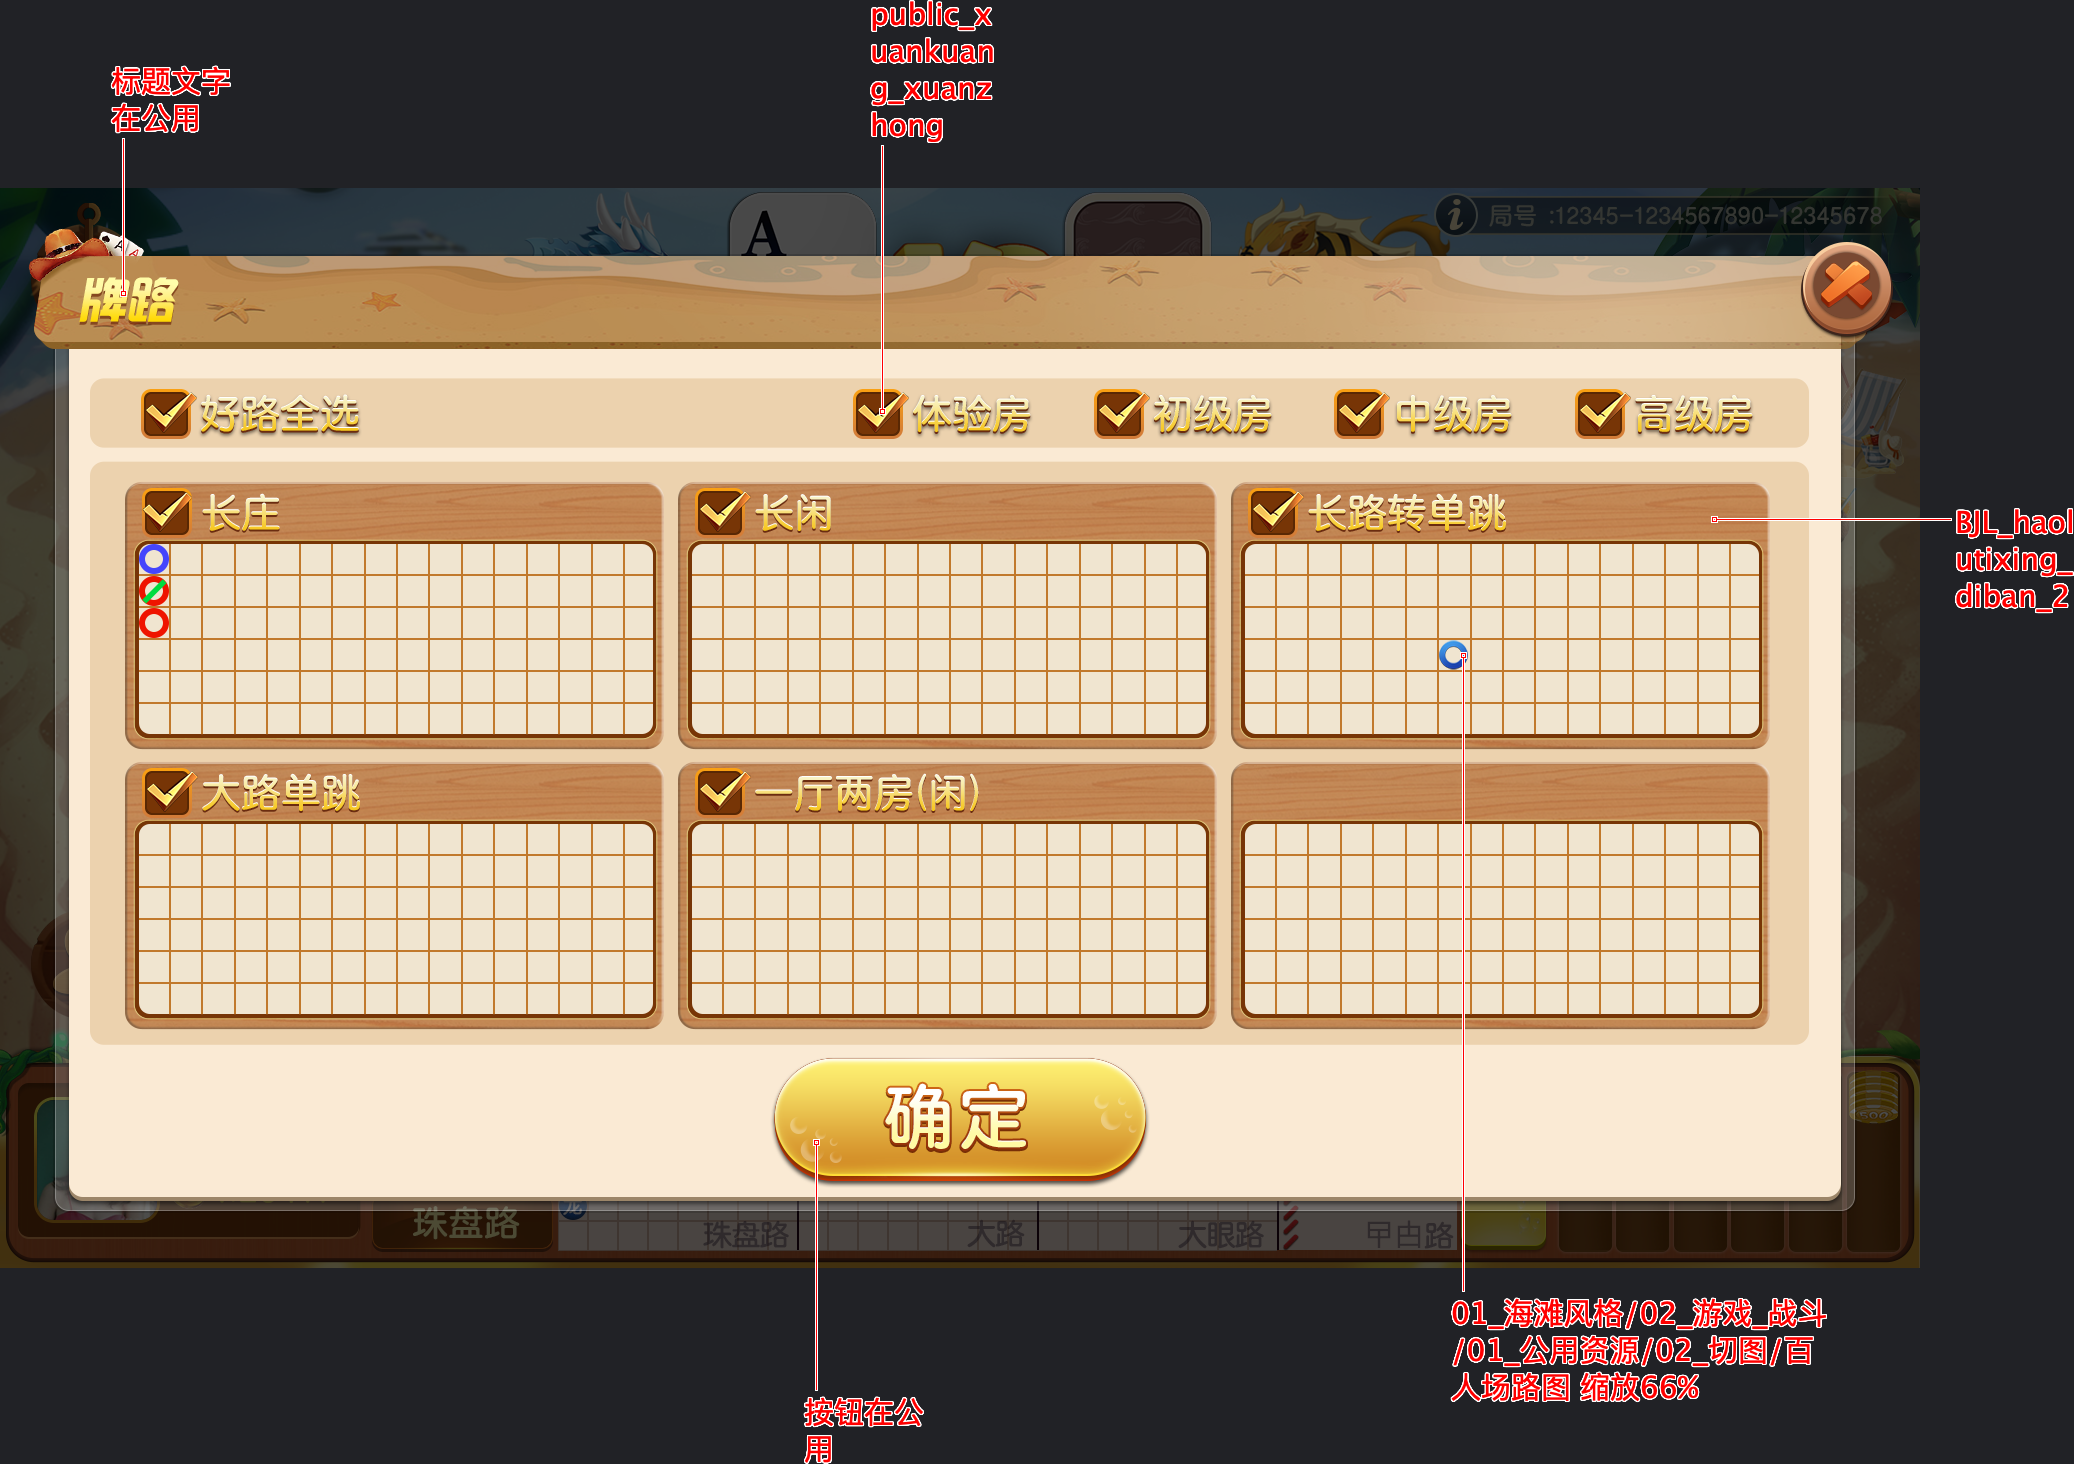 public_x
uankuan
g_xuanz
hong
标题文字
在公用
A
局号 :12345-1234567890-12345678
牌路
好路全选
体验房
初级房
中级房
高级房
长庄
长闲
长路转单跳
BJL_haol
utixing_
diban_2
大路单跳
一厅两房(闲)
确定
500
龙
珠盘路
珠盘路
大路
大眼路
曱甴路
01_海滩风格/02_游戏_战斗
/01_公用资源/02_切图/百
人场路图 缩放66%
按钮在公
用